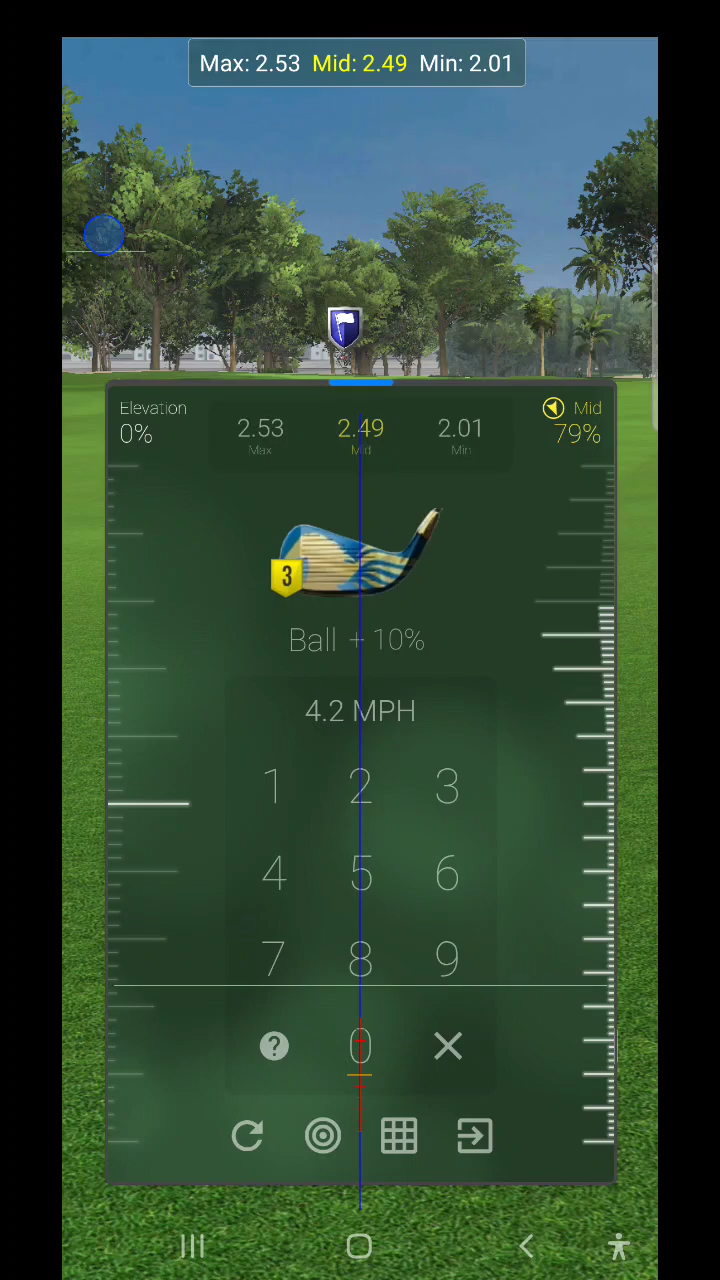 Max: 2.53 Mid: 2.49 Min: 2.01
Elevation
0%
2.53
Max
2.49
Mid
2.01
Min
Mid
79%
3
Ball + 10%
4.2 MPH
1 2 3
4 5 6
7 8 9
? 0